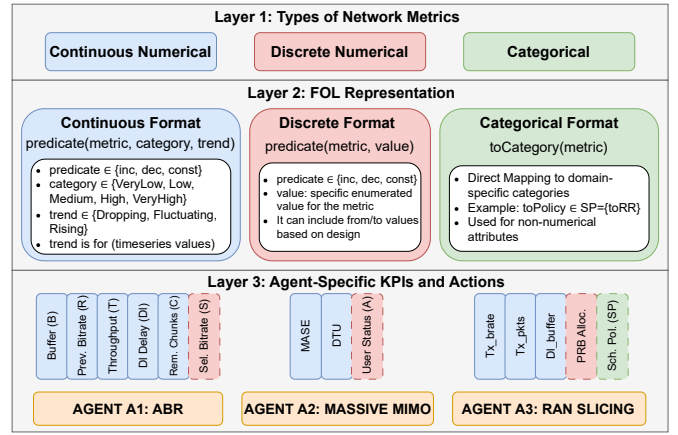 Layer 1: Types of Network Metrics
Continuous Numerical
Discrete Numerical
Categorical
Layer 2: FOL Representation
Continuous Format
predicate(metric, category, trend)
• predicate ∈ {inc, dec, const}
• category ∈ {VeryLow, Low,
Medium, High, VeryHigh}
• trend ∈ {Dropping, Fluctuating,
Rising}
• trend is for (timeseries values)
Discrete Format
predicate(metric, value)
• predicate ∈ {inc, dec, const}
• value: specific enumerated
value for the metric
• It can include from/to values
based on design
Categorical Format
toCategory(metric)
• Direct Mapping to domain-
specific categories
• Example: toPolicy ∈ SP={toRR}
• Used for non-numerical
attributes
Layer 3: Agent-Specific KPIs and Actions
Buffer (B)
Prev. Bitrate (R)
Throughput (T)
Dl Delay (Dl)
Rem. Chunks (C)
Sel. Bitrate (S)
MASE
DTU
User Status (A)
Tx_brate
Tx_pkts
Dl_buffer
PRB Alloc.
Sch. Pol. (SP)
AGENT A1: ABR
AGENT A2: MASSIVE MIMO
AGENT A3: RAN SLICING